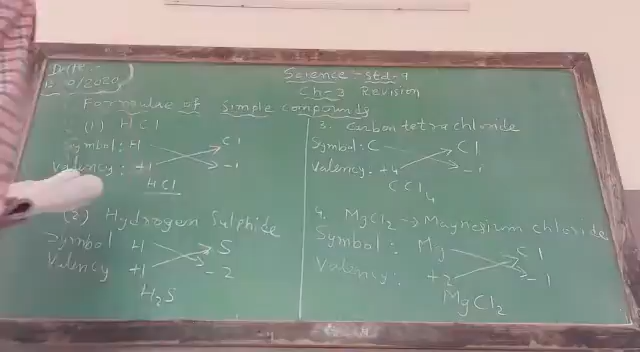 Date:-
/10/2020
Science:- Std-9
Ch-3 Revision
Formulae of Simple compounds
(1) HCl
Symbol: H Cl
Valency: +1 -1
HCl
(2) Hydrogen Sulphide
Symbol H S
Valency +1 -2
H2S
3. Carbon tetrachloride
Symbol: C Cl
Valency: +4 -1
CCl4
4. MgCl2 → Magnesium chloride
Symbol: Mg Cl
Valency: +2 -1
MgCl2